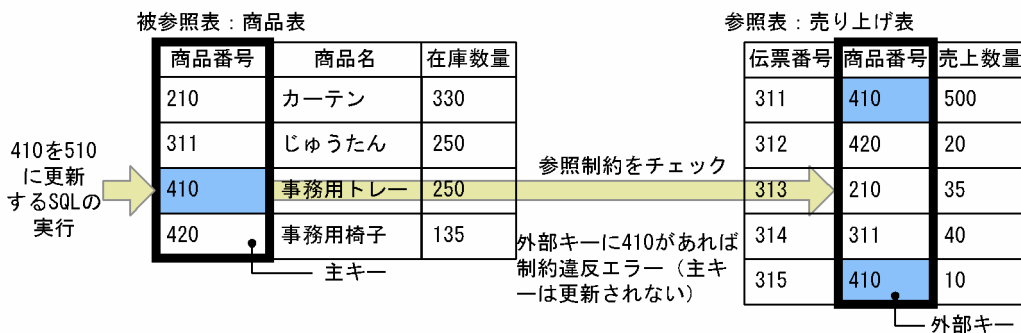 被参照表：商品表
商品番号 商品名 在庫数量
210 カーテン 330
311 じゅうたん 250
410 事務用トレー 250
420 事務用椅子 135
主キー
410を510
に更新
するSQLの
実行
参照制約をチェック
外部キーに410があれば
制約違反エラー（主キ
ーは更新されない）
参照表：売り上げ表
伝票番号 商品番号 売上数量
311 410 500
312 420 20
313 210 35
314 311 40
315 410 10
外部キー